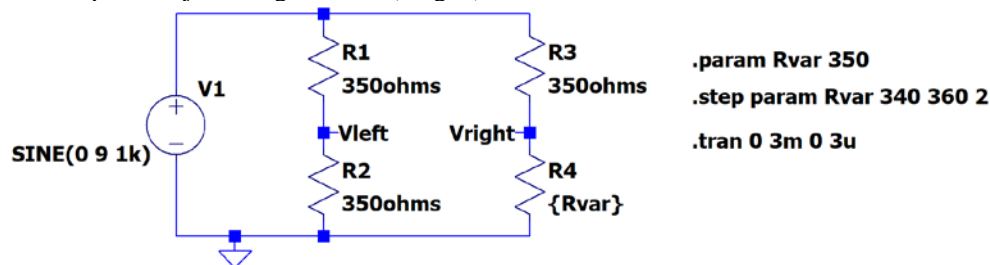 R1
350ohms
R3
350ohms
.param Rvar 350
V1
.step param Rvar 340 360 2
Vleft
Vright
.tran 0 3m 0 3u
SINE(0 9 1k)
R2
350ohms
R4
{Rvar}